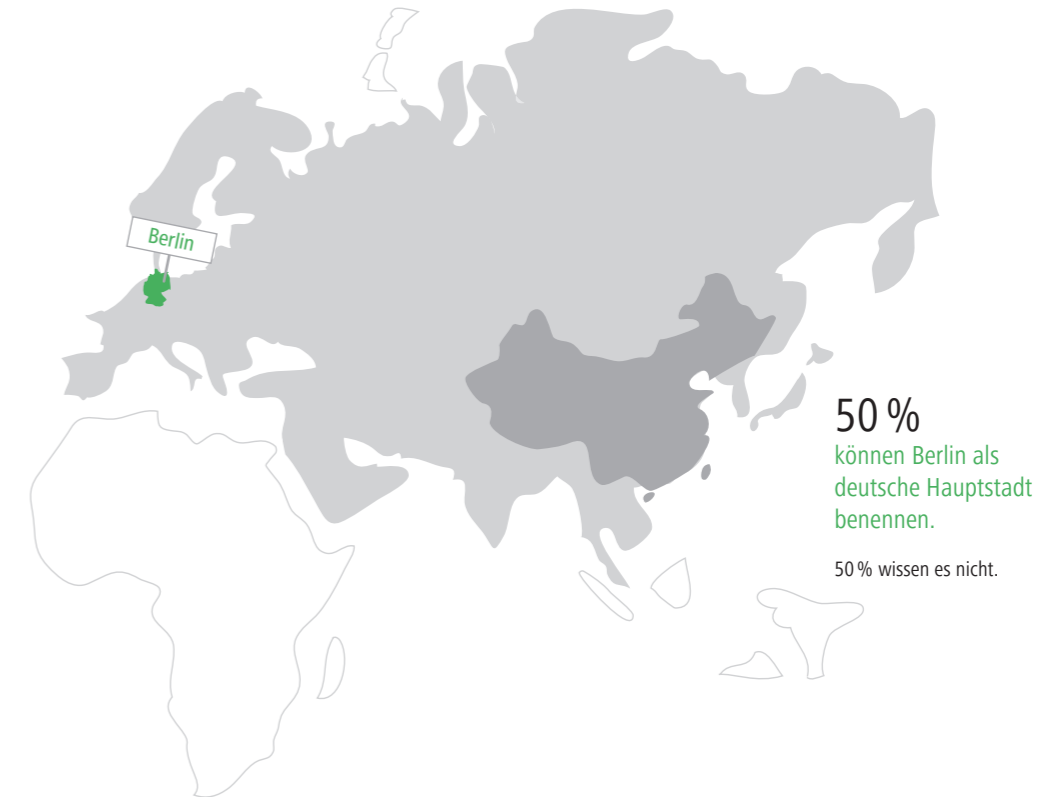 Berlin
50 %
können Berlin als
deutsche Hauptstadt
benennen.
50 % wissen es nicht.